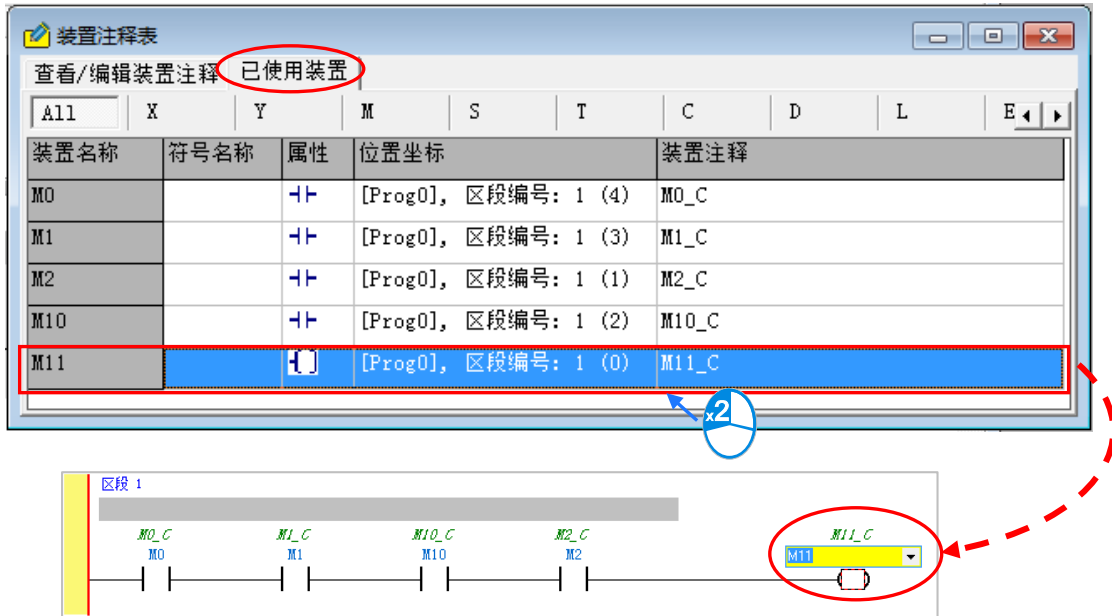 装置注释表
查看/编辑装置注释 已使用装置
All X Y M S T C D L E
装置名称 符号名称 属性 位置坐标 装置注释
M0 [Prog0], 区段编号: 1 (4) M0_C
M1 [Prog0], 区段编号: 1 (3) M1_C
M2 [Prog0], 区段编号: 1 (1) M2_C
M10 [Prog0], 区段编号: 1 (2) M10_C
M11 [Prog0], 区段编号: 1 (0) M11_C
x2
区段 1
M0_C M1_C M10_C M2_C M11_C
M0 M1 M10 M2 M11